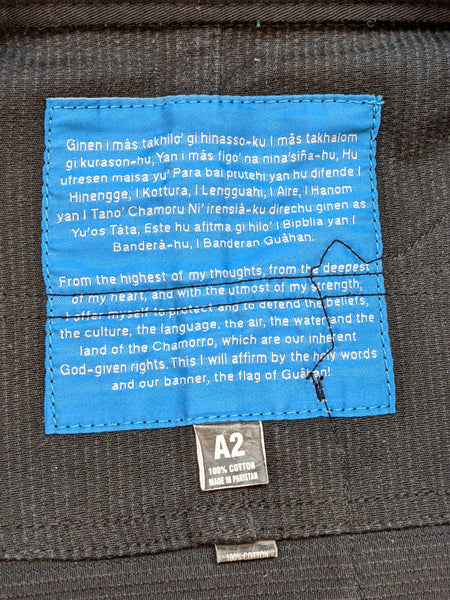 Ginen i mås takhilo' gi hinasso-ku I mås takhalom
gi kurason-hu, Yan i mås figo' na nina'siña-hu, Hu
ufresen maisa yu' Para bai prutehi yan hu difende I
Hinengge, I Kottura, I Lengguahi, I Aire, I Hanom
yan I Tano' Chamoru Ni' irensiå-ku direchu ginen as
Yu'os Tåta, Este hu afitma gi hilo' I Bipblia yan I
Banderå-hu, I Banderan Guåhan.
From the highest of my thoughts, from the deepest
of my heart, and with the utmost of my strength,
I offer myself to protect and to defend the beliefs,
the culture, the language, the air, the water and the
land of the Chamorro, which are our inherent
God-given rights. This I will affirm by the holy words
and our banner, the flag of Guåhan!
A2
100% COTTON
MADE IN PAKISTAN
100% COTTON